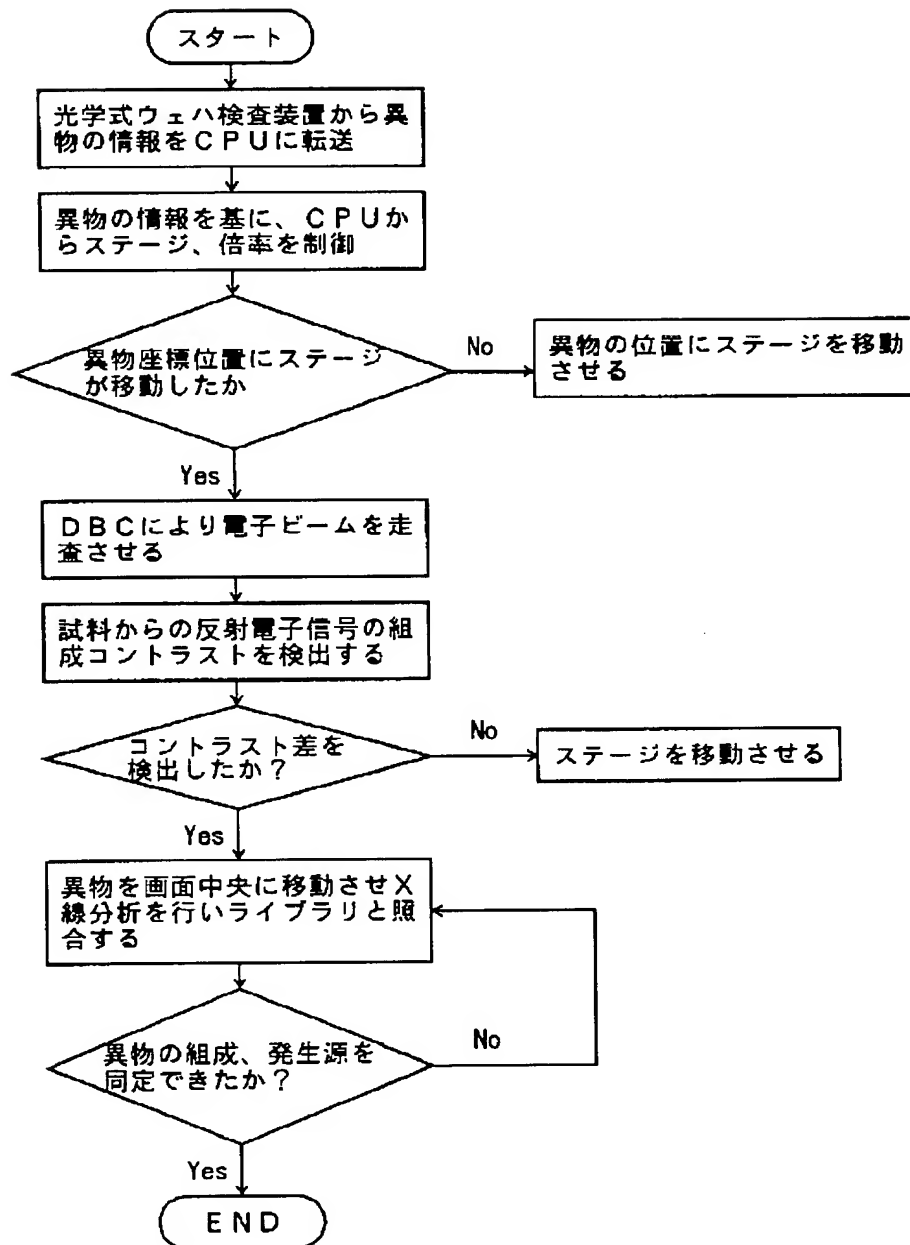 スタート
光学式ウェハ検査装置から異
物の情報をCPUに転送
異物の情報を基に、CPUか
らステージ、倍率を制御
異物座標位置にステージ
が移動したか
No
異物の位置にステージを移動
させる
Yes
DBCにより電子ビームを走
査させる
試料からの反射電子信号の組
成コントラストを検出する
コントラスト差を
検出したか?
No
ステージを移動させる
Yes
異物を画面中央に移動させX
線分析を行いライブラリと照
合する
異物の組成、発生源を
同定できたか?
No
Yes
END